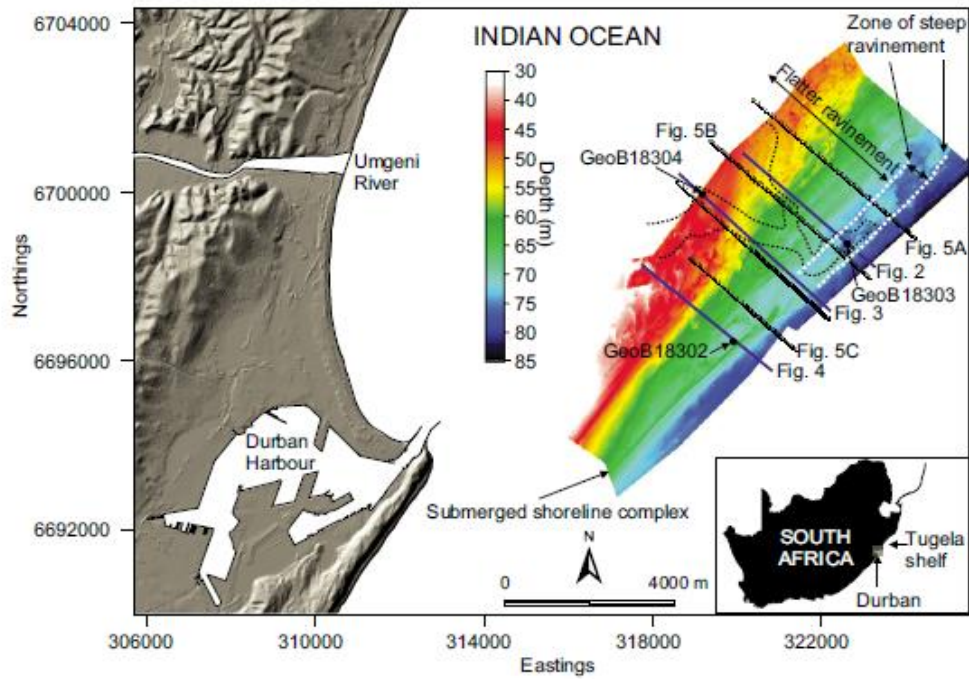 6704000
6700000
6696000
6692000
Northings
306000
310000
314000
318000
322000
Eastings
INDIAN OCEAN
30
35
40
45
50
55
60
65
70
75
80
85
Depth (m)
Umgeni
River
Durban
Harbour
Zone of steep
ravinement
Flatter ravinement
Fig. 5B
GeoB18304
Fig. 5A
Fig. 2
GeoB18303
Fig. 3
GeoB18302
Fig. 5C
Fig. 4
Submerged shoreline complex
N
0
4000 m
SOUTH
AFRICA
Tugela
shelf
Durban